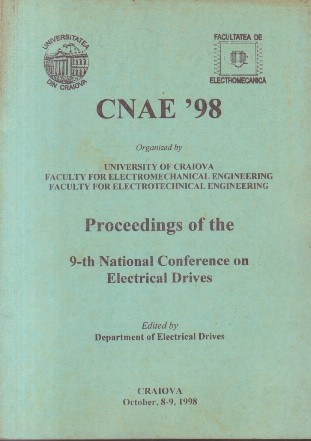 UNIVERSITATEA
DIN CRAIOVA
FACULTATEA DE
ELECTROMECANICA
CNAE '98
Organized by
UNIVERSITY OF CRAIOVA
FACULTY FOR ELECTROMECHANICAL ENGINEERING
FACULTY FOR ELECTROTECHNICAL ENGINEERING
Proceedings of the
9-th National Conference on
Electrical Drives
Edited by
Department of Electrical Drives
CRAIOVA
October, 8-9, 1998